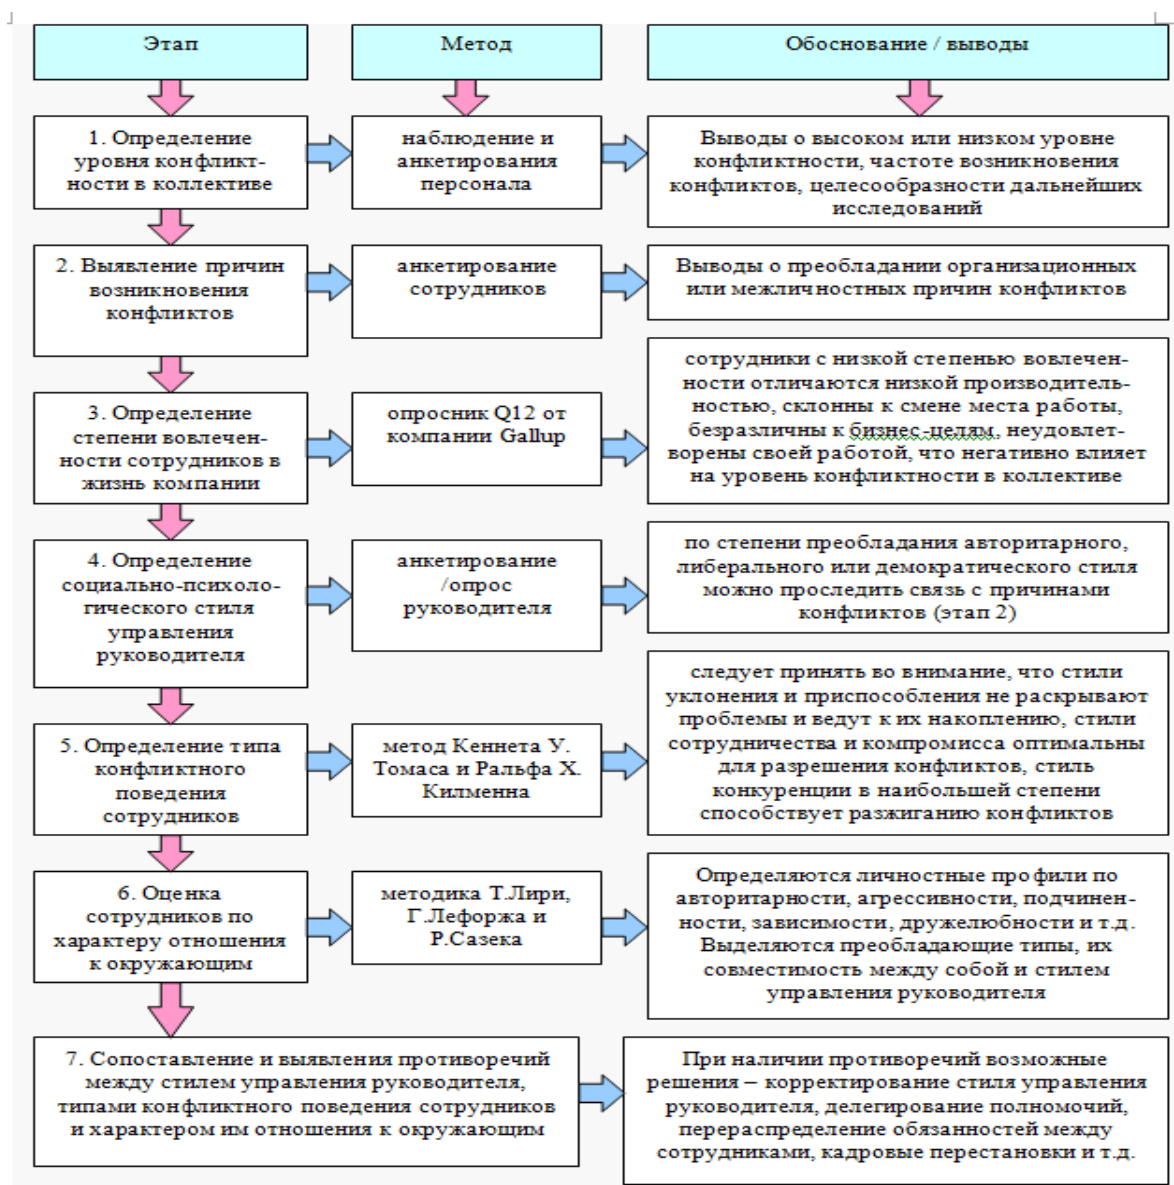 Этап
Метод
Обоснование / выводы
1. Определение
уровня конфликт-
ности в коллективе
наблюдение и
анкетирования
персонала
Выводы о высоком или низком уровне
конфликтности, частоте возникновения
конфликтов, целесообразности дальнейших
исследований
2. Выявление причин
возникновения
конфликтов
анкетирование
сотрудников
Выводы о преобладании организационных
или межличностных причин конфликтов
3. Определение
степени вовлечен-
ности сотрудников в
жизнь компании
опросник Q12 от
компании Gallup
сотрудники с низкой степенью вовлечен-
ности отличаются низкой производитель-
ностью, склонны к смене места работы,
безразличны к бизнес-целям, неудовлет-
ворены своей работой, что негативно влияет
на уровень конфликтности в коллективе
4. Определение
социально-психоло-
гического стиля
управления
руководителя
анкетирование
/опрос
руководителя
по степени преобладания авторитарного,
либерального или демократического стиля
можно проследить связь с причинами
конфликтов (этап 2)
5. Определение типа
конфликтного
поведения
сотрудников
метод Кеннета У.
Томаса и Ральфа Х.
Килменна
следует принять во внимание, что стили
уклонения и приспособления не раскрывают
проблемы и ведут к их накоплению, стили
сотрудничества и компромисса оптимальны
для разрешения конфликтов, стиль
конкуренции в наибольшей степени
способствует разжиганию конфликтов
6. Оценка
сотрудников по
характеру отношения
к окружающим
методика Т.Лири,
Г.Лефоржа и
Р.Сазека
Определяются личностные профили по
авторитарности, агрессивности, подчинен-
ности, зависимости, дружелюбности и т.д.
Выделяются преобладающие типы, их
совместимость между собой и стилем
управления руководителя
7. Сопоставление и выявления противоречий
между стилем управления руководителя,
типами конфликтного поведения сотрудников
и характером им отношения к окружающим
При наличии противоречий возможные
решения – корректирование стиля управления
руководителя, делегирование полномочий,
перераспределение обязанностей между
сотрудниками, кадровые перестановки и т.д.